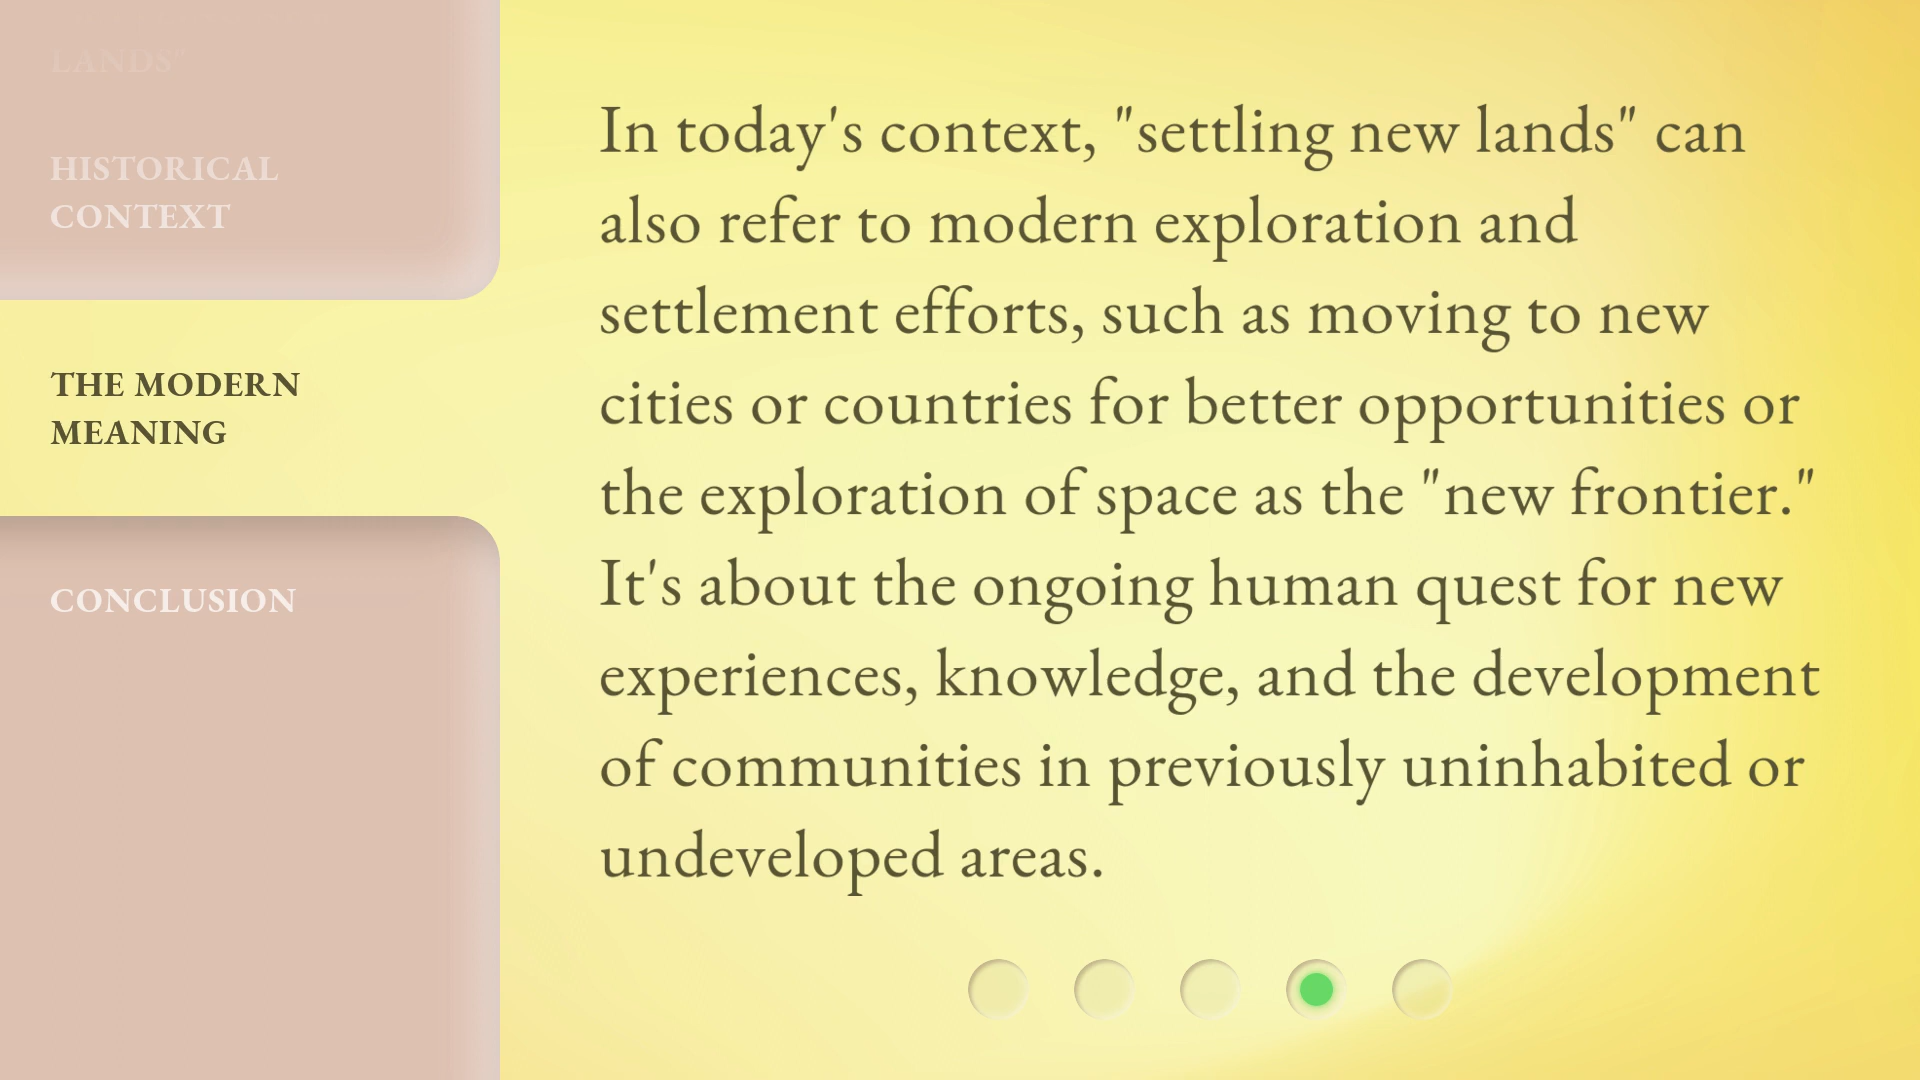 LANDS"
HISTORICAL
CONTEXT
THE MODERN
MEANING
CONCLUSION
In today's context, "settling new lands" can
also refer to modern exploration and
settlement efforts, such as moving to new
cities or countries for better opportunities or
the exploration of space as the "new frontier."
It's about the ongoing human quest for new
experiences, knowledge, and the development
of communities in previously uninhabited or
undeveloped areas.